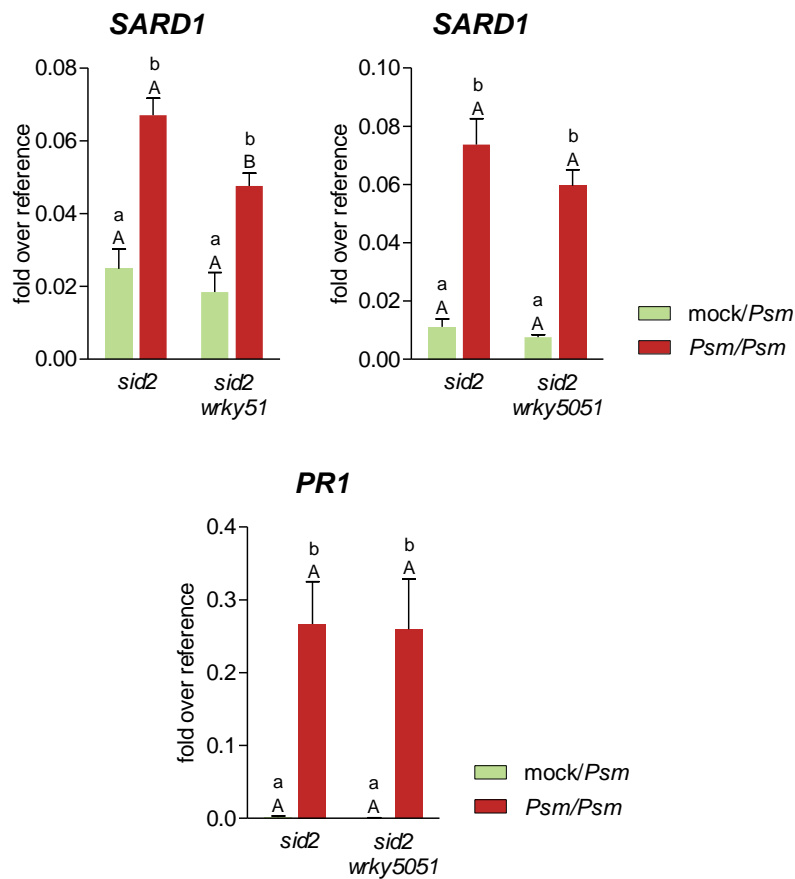 SARD1
fold over reference
0.08
0.06
0.04
0.02
0.00
a
A
b
A
a
A
b
B
sid2
sid2
wrky51
SARD1
fold over reference
0.10
0.08
0.06
0.04
0.02
0.00
a
A
b
A
a
A
b
A
sid2
sid2
wrky5051
mock/Psm
Psm/Psm
PR1
fold over reference
0.4
0.3
0.2
0.1
0.0
a
A
b
A
a
A
b
A
sid2
sid2
wrky5051
mock/Psm
Psm/Psm